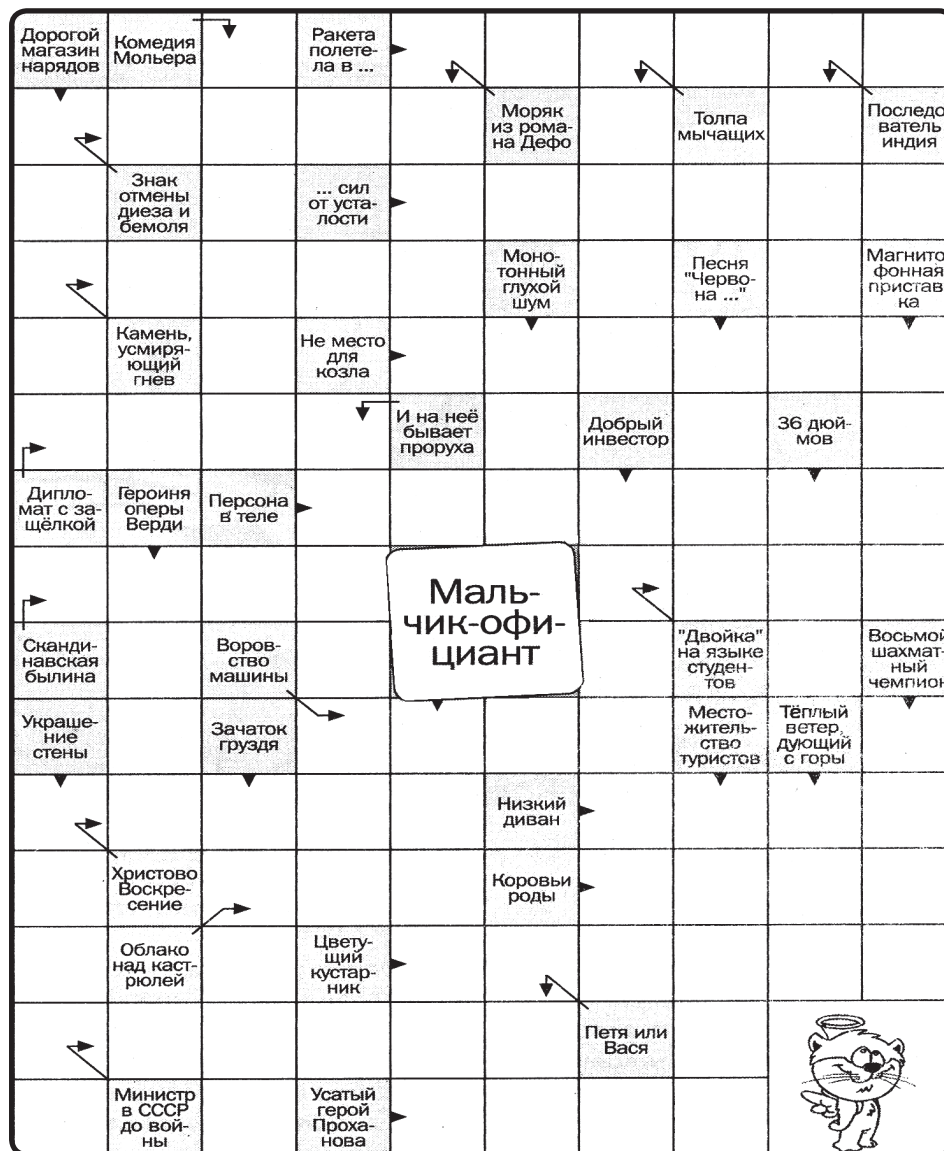 Дорогой
магазин
нарядов
Комедия
Мольера
Ракета
полете-
ла в ...
Моряк
из рома-
на Дефо
Толпа
мычащих
Последо
ватель
индия
Знак
отмены
диеза и
бемоля
... сил
от уста-
лости
Моно-
тонный
глухой
шум
Песня
"Черво-
на ..."
Магнито
фонная
пристав
ка
Камень,
усмиря-
ющий
гнев
Не место
для
козла
И на неё
бывает
проруха
Добрый
инвестор
36 дюй-
мов
Дипло-
мат с за-
щёлкой
Героиня
оперы
Верди
Персона
в теле
Маль-
чик-офи-
циант
Сканди-
навская
былина
Воров-
ство
машины
"Двойка"
на языке
студен-
тов
Восьмой
шахмат-
ный
чемпион
Украше-
ние
стены
Зачаток
груздя
Место-
житель-
ство
туристов
Тёплый
ветер,
дующий
с горы
Низкий
диван
Христово
Воскре-
сение
Коровьи
роды
Облако
над каст-
рюлей
Цвету-
щий
кустар-
ник
Петя или
Вася
Министр
в СССР
до вой-
ны
Усатый
герой
Проха-
нова